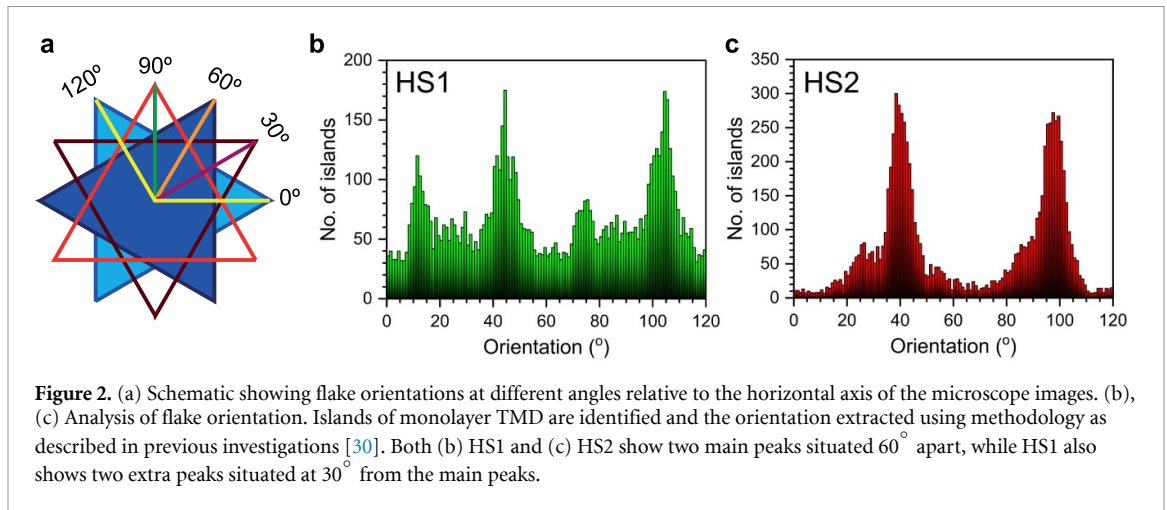 a
120º
90º
60º
30º
0º
b
HS1
No. of islands
200
150
100
50
0
0 20 40 60 80 100 120
Orientation (º)
c
HS2
No. of islands
350
300
250
200
150
100
50
0
0 20 40 60 80 100 120
Orientation (º)
Figure 2. (a) Schematic showing flake orientations at different angles relative to the horizontal axis of the microscope images. (b),
(c) Analysis of flake orientation. Islands of monolayer TMD are identified and the orientation extracted using methodology as
described in previous investigations [30]. Both (b) HS1 and (c) HS2 show two main peaks situated 60° apart, while HS1 also
shows two extra peaks situated at 30° from the main peaks.